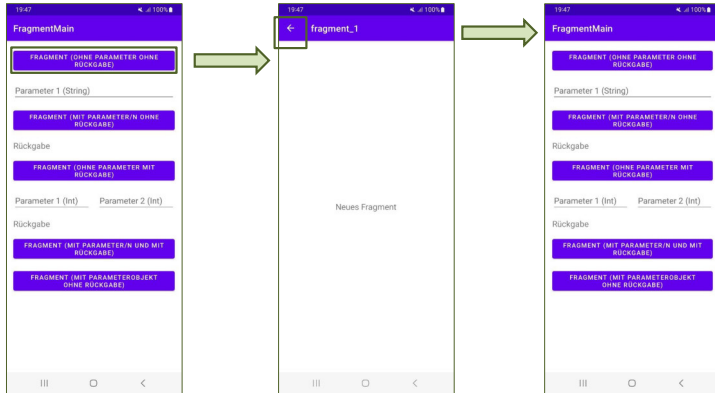 19:47 100%
FragmentMain
FRAGMENT (OHNE PARAMETER OHNE
RÜCKGABE)
Parameter 1 (String)
FRAGMENT (MIT PARAMETER/N OHNE
RÜCKGABE)
Rückgabe
FRAGMENT (OHNE PARAMETER MIT
RÜCKGABE)
Parameter 1 (Int) Parameter 2 (Int)
Rückgabe
FRAGMENT (MIT PARAMETER/N UND MIT
RÜCKGABE)
FRAGMENT (MIT PARAMETEROBJEKT
OHNE RÜCKGABE)
19:47 100%
fragment_1
Neues Fragment
19:47 100%
FragmentMain
FRAGMENT (OHNE PARAMETER OHNE
RÜCKGABE)
Parameter 1 (String)
FRAGMENT (MIT PARAMETER/N OHNE
RÜCKGABE)
Rückgabe
FRAGMENT (OHNE PARAMETER MIT
RÜCKGABE)
Parameter 1 (Int) Parameter 2 (Int)
Rückgabe
FRAGMENT (MIT PARAMETER/N UND MIT
RÜCKGABE)
FRAGMENT (MIT PARAMETEROBJEKT
OHNE RÜCKGABE)